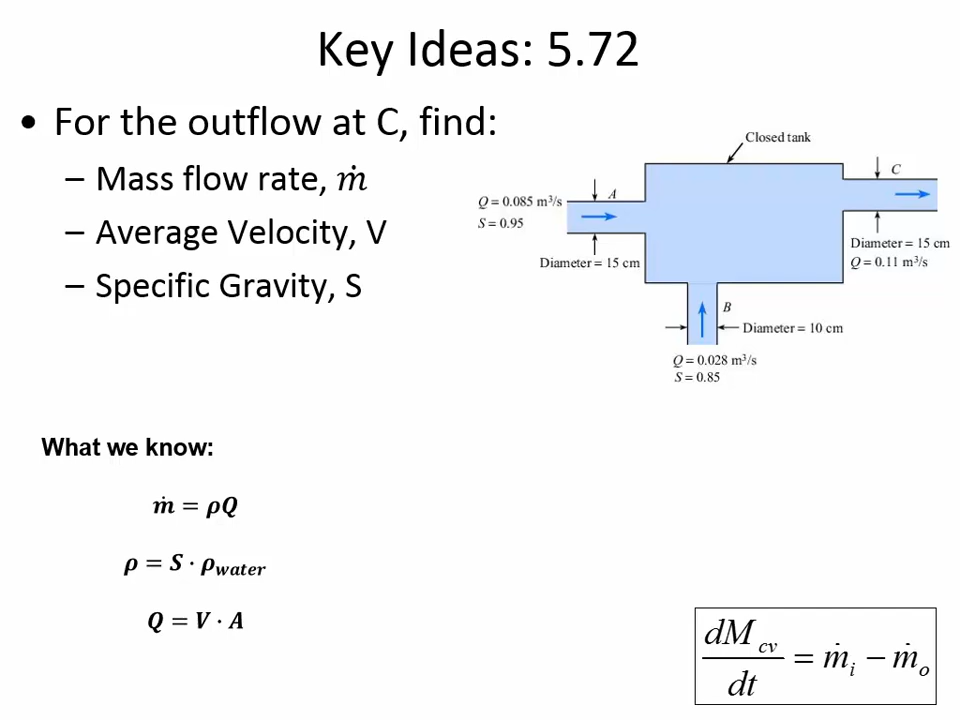 Key Ideas: 5.72
• For the outflow at C, find:
– Mass flow rate, ṁ
– Average Velocity, V
– Specific Gravity, S
Closed tank
A
C
Q = 0.085 m³/s
S = 0.95
Diameter = 15 cm
Diameter = 15 cm
Q = 0.11 m³/s
B
Diameter = 10 cm
Q = 0.028 m³/s
S = 0.85
What we know:
ṁ = ρQ
ρ = S · ρ_water
Q = V · A
dM_cv/dt = ṁ_i − ṁ_o